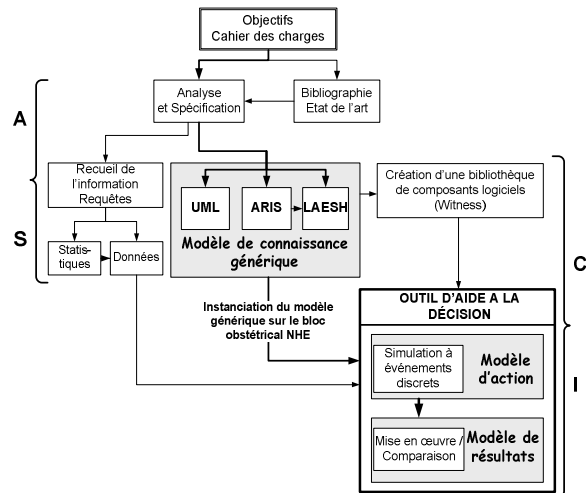 Objectifs
Cahier des charges
A
Analyse
et Spécification
Bibliographie
Etat de l'art
Recueil de
l'information
Requêtes
UML
ARIS
LAESH
Modèle de connaissance
générique
Création d'une bibliothèque
de composants logiciels
(Witness)
S
Statis-
tiques
Données
C
Instanciation du modèle
générique sur le bloc
obstétrical NHE
OUTIL D'AIDE A LA
DÉCISION
Simulation à
événements
discrets
Modèle
d'action
I
Mise en œuvre /
Comparaison
Modèle de
résultats